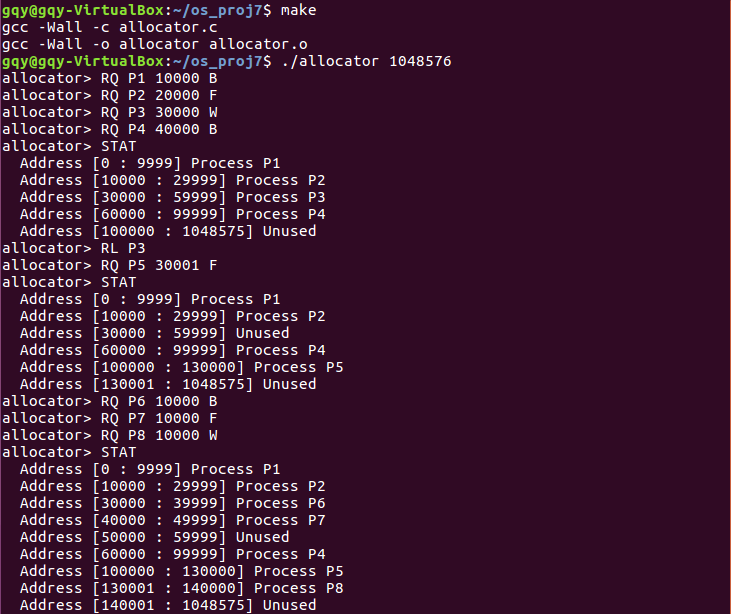 gqy@gqy-VirtualBox:~/os_proj7$ make
gcc -Wall -c allocator.c
gcc -Wall -o allocator allocator.o
gqy@gqy-VirtualBox:~/os_proj7$ ./allocator 1048576
allocator> RQ P1 10000 B
allocator> RQ P2 20000 F
allocator> RQ P3 30000 W
allocator> RQ P4 40000 B
allocator> STAT
  Address [0 : 9999] Process P1
  Address [10000 : 29999] Process P2
  Address [30000 : 59999] Process P3
  Address [60000 : 99999] Process P4
  Address [100000 : 1048575] Unused
allocator> RL P3
allocator> RQ P5 30001 F
allocator> STAT
  Address [0 : 9999] Process P1
  Address [10000 : 29999] Process P2
  Address [30000 : 59999] Unused
  Address [60000 : 99999] Process P4
  Address [100000 : 130000] Process P5
  Address [130001 : 1048575] Unused
allocator> RQ P6 10000 B
allocator> RQ P7 10000 F
allocator> RQ P8 10000 W
allocator> STAT
  Address [0 : 9999] Process P1
  Address [10000 : 29999] Process P2
  Address [30000 : 39999] Process P6
  Address [40000 : 49999] Process P7
  Address [50000 : 59999] Unused
  Address [60000 : 99999] Process P4
  Address [100000 : 130000] Process P5
  Address [130001 : 140000] Process P8
  Address [140001 : 1048575] Unused